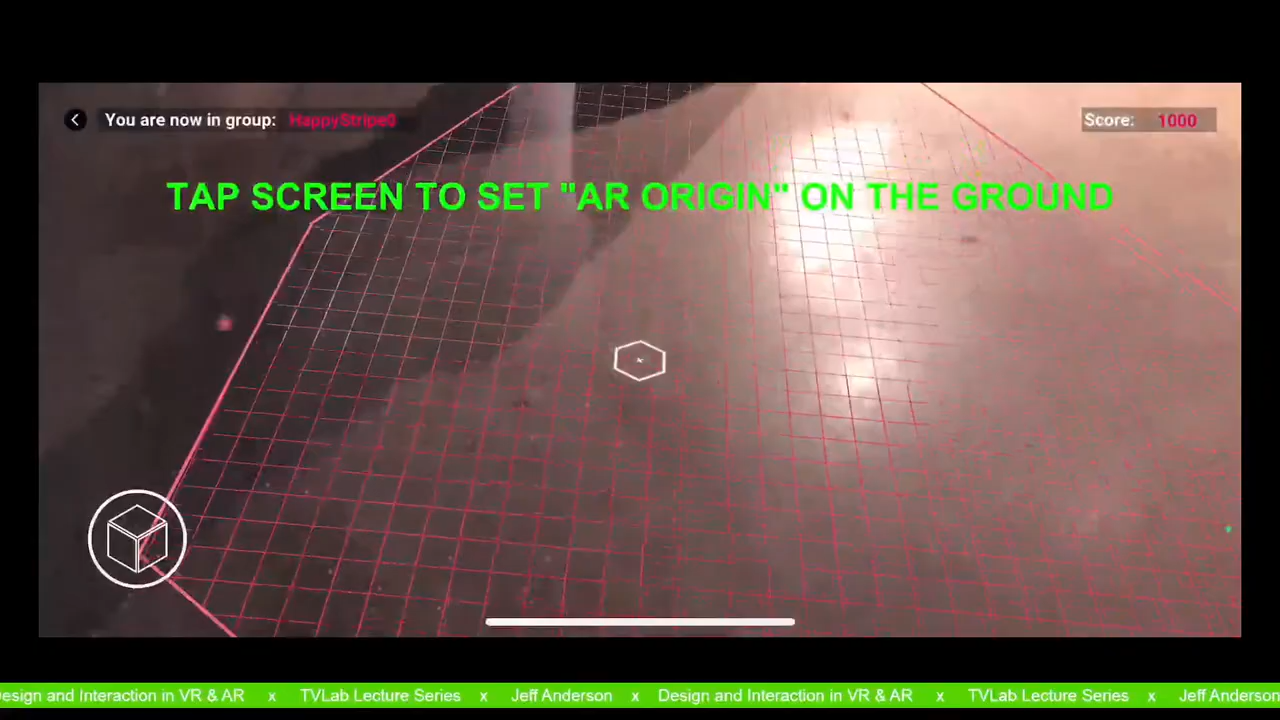 You are now in group: HappyStripe0
Score: 1000
TAP SCREEN TO SET "AR ORIGIN" ON THE GROUND
Design and Interaction in VR & AR x TVLab Lecture Series x Jeff Anderson x Design and Interaction in VR & AR x TVLab Lecture Series x Jeff Anderson